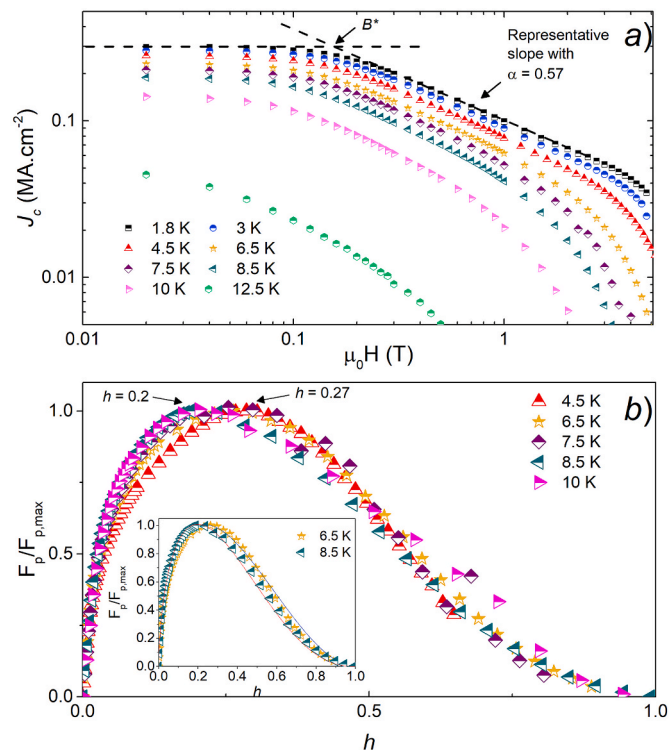 a)
B*
Representative
slope with
α = 0.57
0.1
0.01
J_c (MA.cm⁻²)
1.8 K 3 K
4.5 K 6.5 K
7.5 K 8.5 K
10 K 12.5 K
0.01 0.1 1
μ₀H (T)
b)
h = 0.2 h = 0.27
1.0
0.5
0.0
F_p/F_p,max
4.5 K
6.5 K
7.5 K
8.5 K
10 K
1.0
0.8
0.6
0.4
0.2
0.0
F_p/F_p,max
6.5 K
8.5 K
0.0 0.2 0.4 0.6 0.8 1.0
h
0.0 0.5 1.0
h